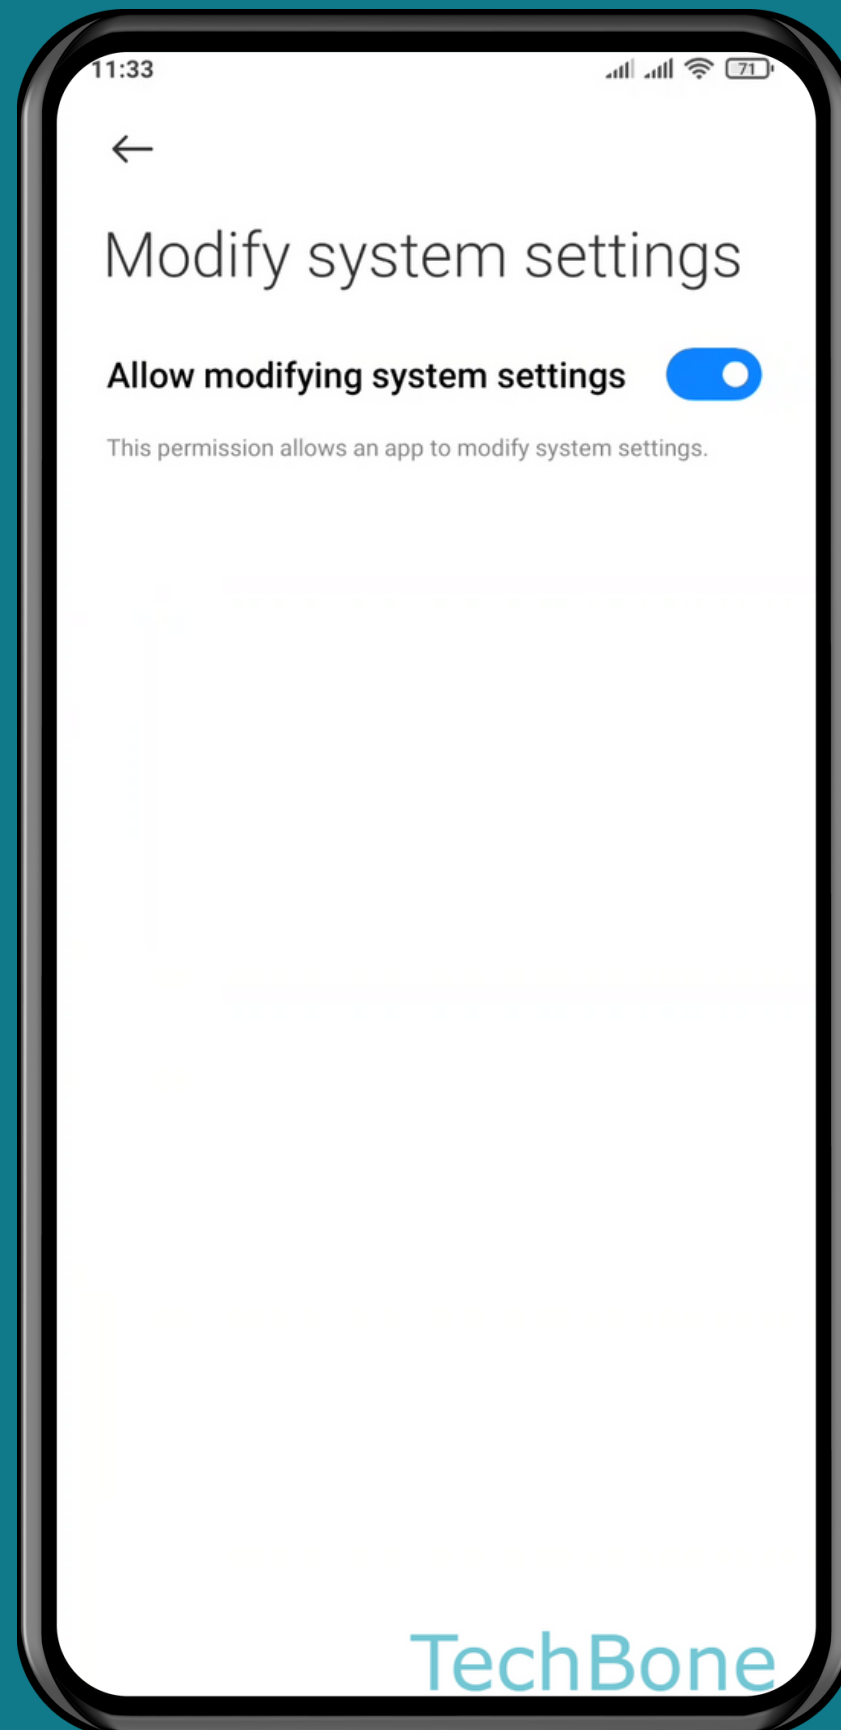 11:33
71
Modify system settings
Allow modifying system settings
This permission allows an app to modify system settings.
TechBone